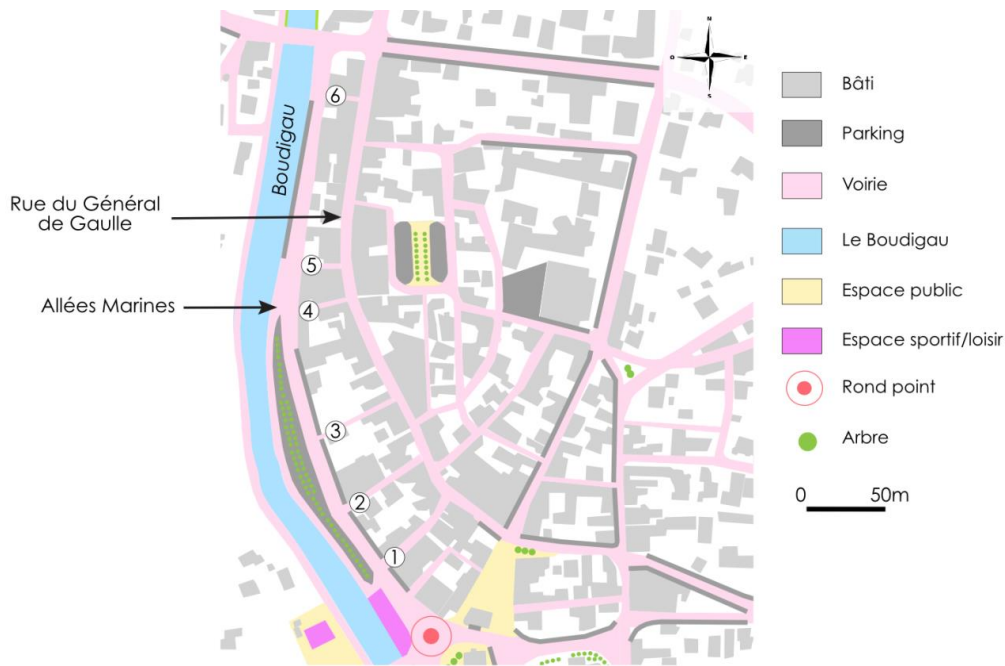 N
O
E
S
Boudigau
Rue du Général
de Gaulle
Allées Marines
6
5
4
3
2
1
Bâti
Parking
Voirie
Le Boudigau
Espace public
Espace sportif/loisir
Rond point
Arbre
0 50m